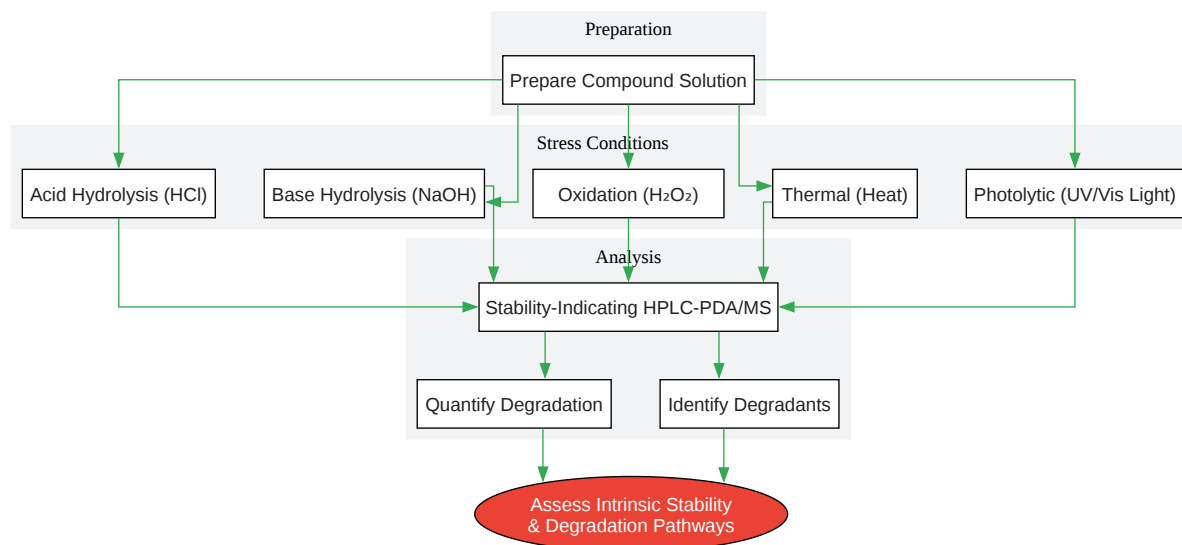 Preparation
Prepare Compound Solution
Stress Conditions
Acid Hydrolysis (HCl)
Base Hydrolysis (NaOH)
Oxidation (H₂O₂)
Thermal (Heat)
Photolytic (UV/Vis Light)
Analysis
Stability-Indicating HPLC-PDA/MS
Quantify Degradation
Identify Degradants
Assess Intrinsic Stability
& Degradation Pathways